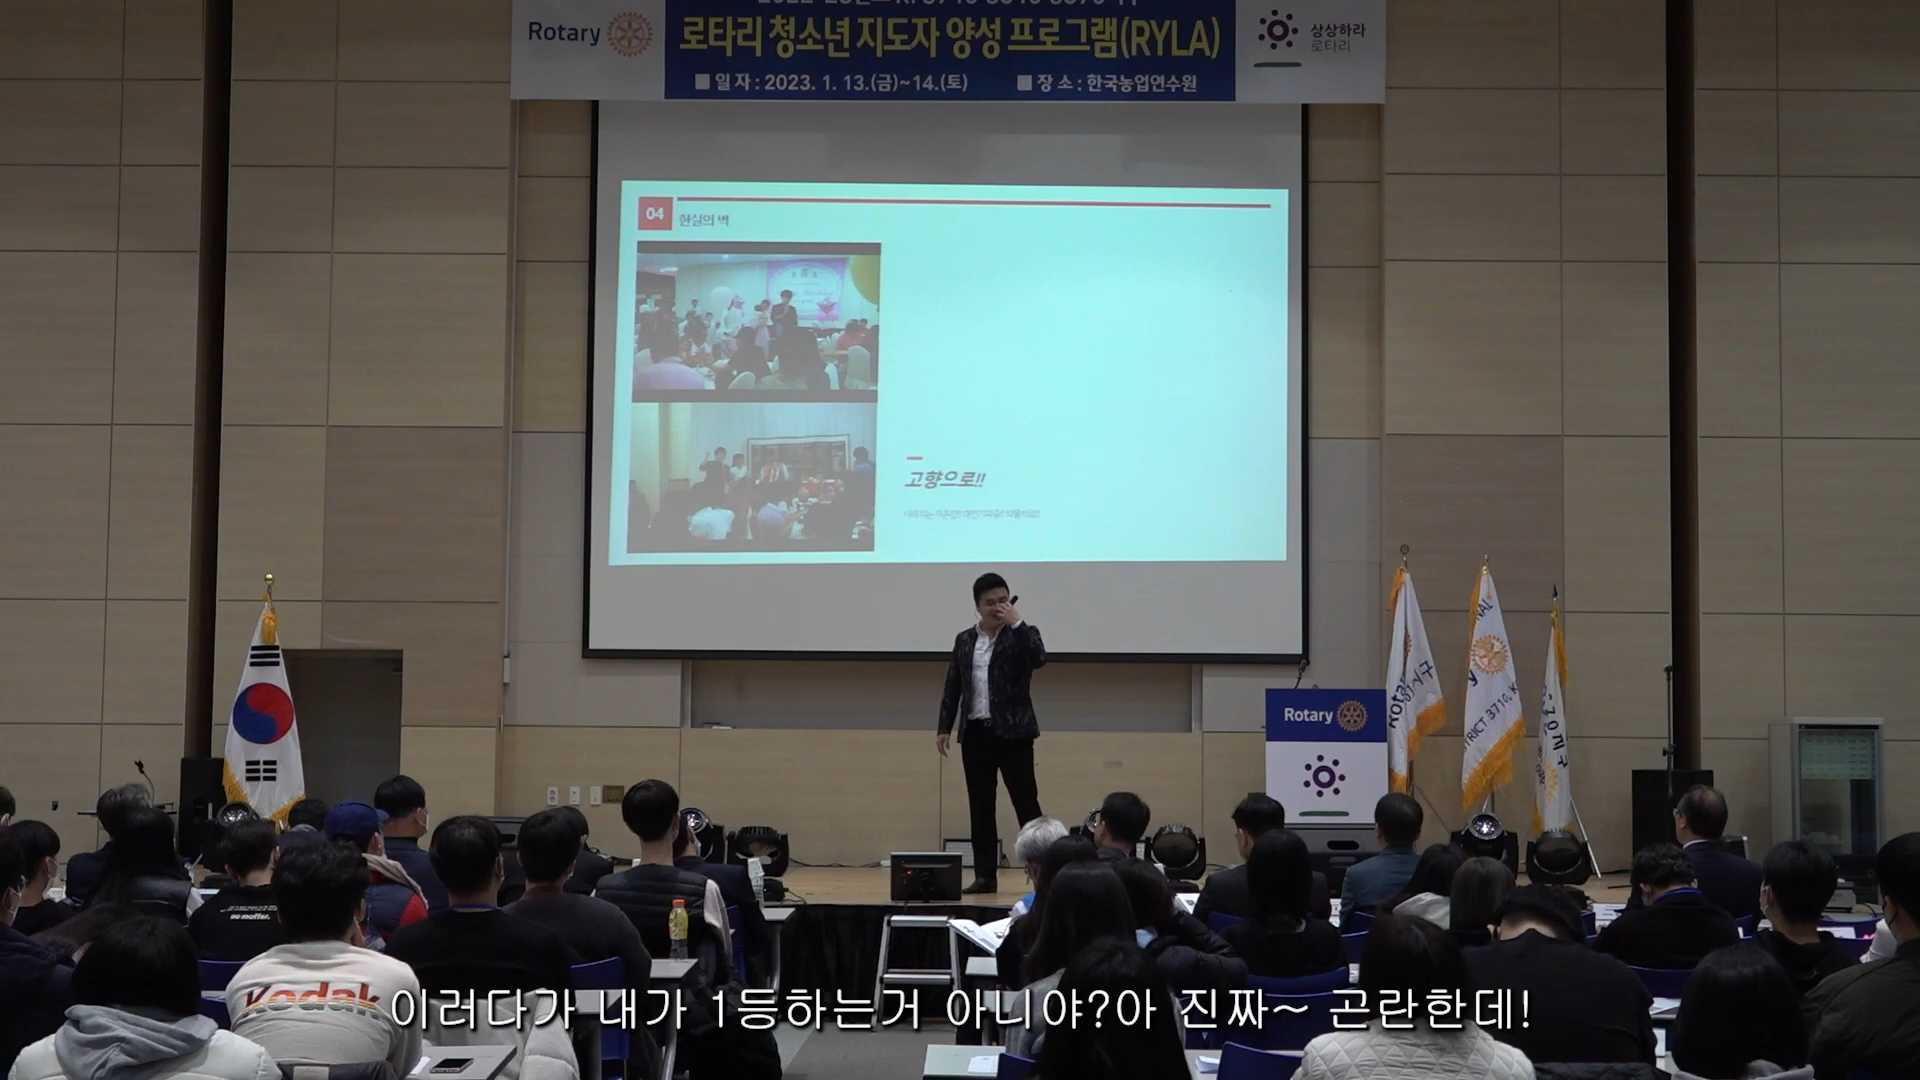 Rotary
로타리 청소년 지도자 양성 프로그램(RYLA)
■ 일 자 : 2023. 1. 13.(금)~14.(토) ■ 장 소 : 한국농업연수원
상상하라
로타리
04
현실의 벽
고향으로!!
Rotary
DISTRICT 3710, K
no matter.
Kodak
이러다가 내가 1등하는거 아니야?아 진짜~ 곤란한데!